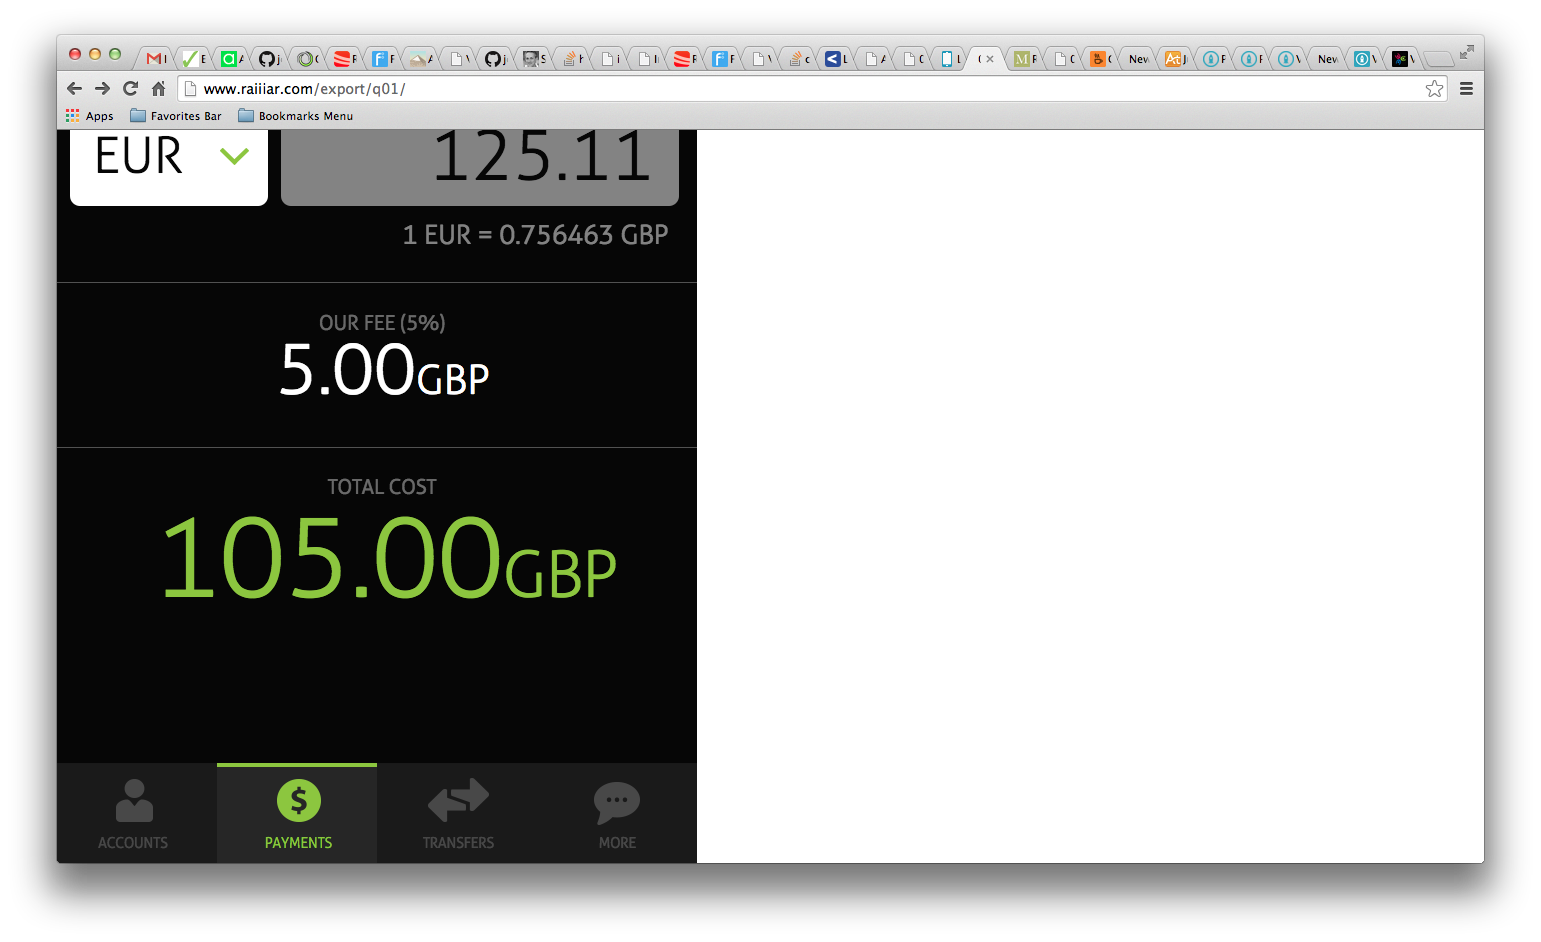 www.raiiiar.com/export/q01/
Apps Favorites Bar Bookmarks Menu
EUR 125.11
1 EUR = 0.756463 GBP
OUR FEE (5%)
5.00GBP
TOTAL COST
105.00GBP
ACCOUNTS PAYMENTS TRANSFERS MORE